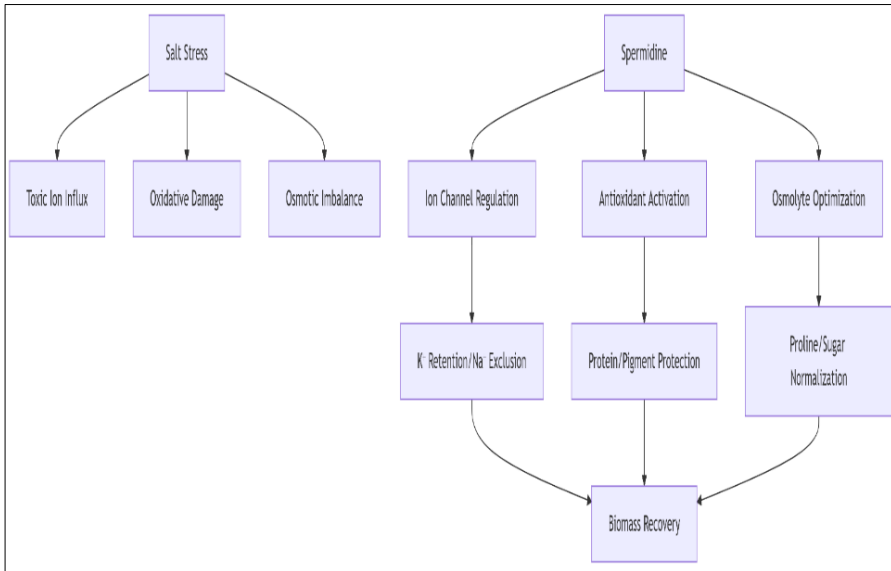 Salt Stress
Spermidine
Toxic Ion Influx
Oxidative Damage
Osmotic Imbalance
Ion Channel Regulation
Antioxidant Activation
Osmolyte Optimization
K⁻ Retention/Na⁻ Exclusion
Protein/Pigment Protection
Proline/Sugar
Normalization
Biomass Recovery